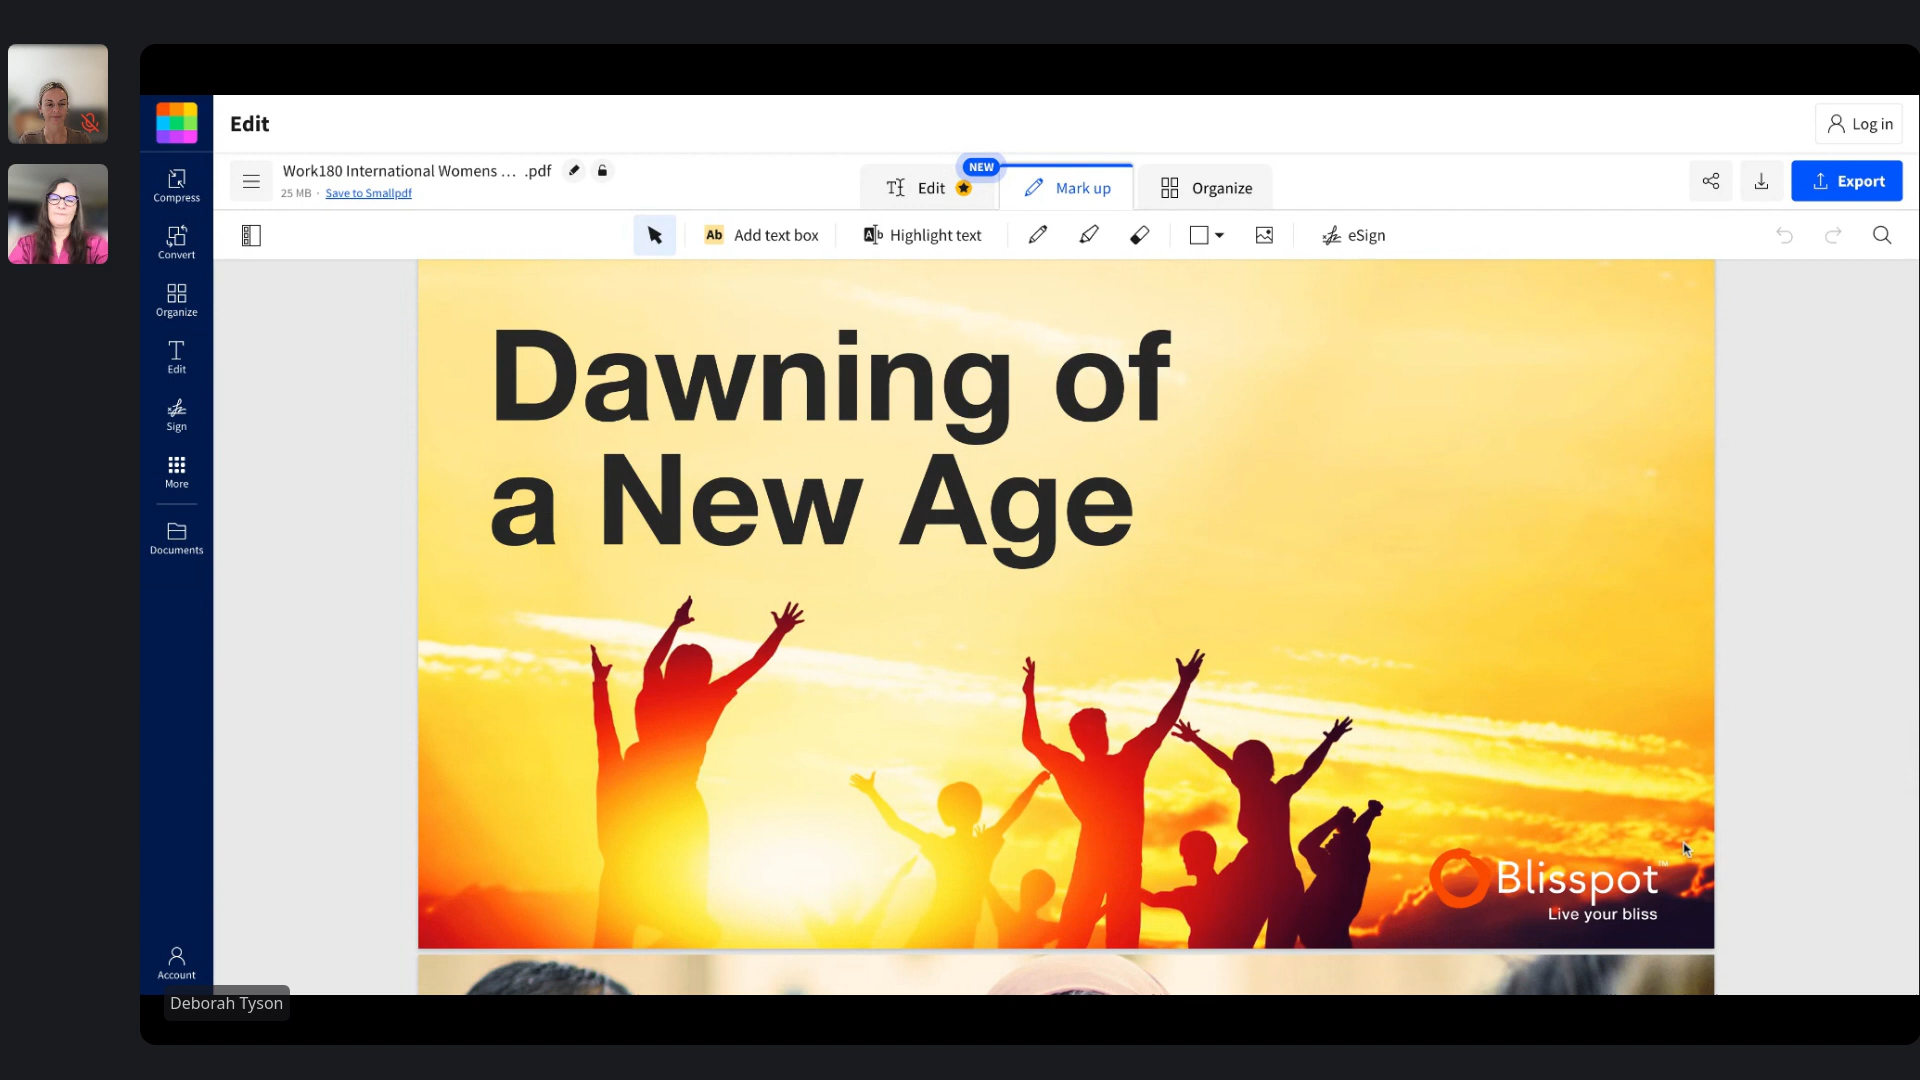 Edit
Log in
Work180 International Womens ... .pdf
25 MB · Save to Smallpdf
NEW
Edit
Mark up
Organize
Export
Ab Add text box
Ab Highlight text
eSign
Compress
Convert
Organize
Edit
Sign
More
Documents
Account
Dawning of
a New Age
Blisspot™
Live your bliss
Deborah Tyson